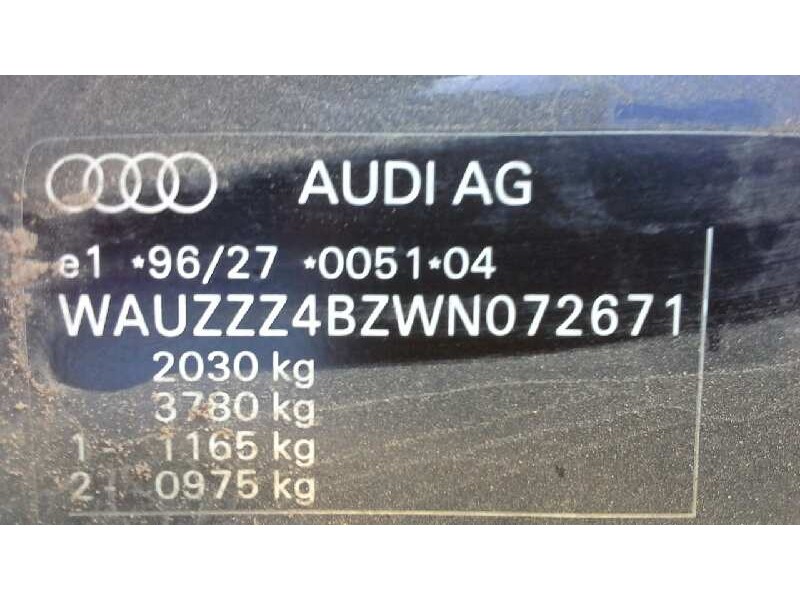 AUDI AG
e1 *96/27 *0051*04
WAUZZZ4BZWN072671
2030 kg
3780 kg
1 - 1165 kg
2 - 0975 kg